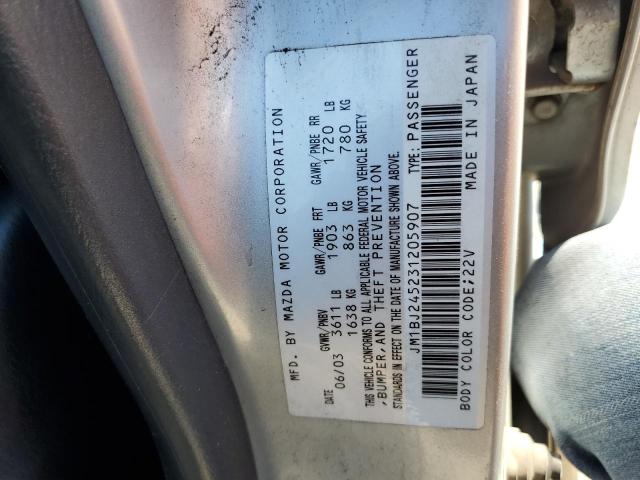 MFD. BY MAZDA MOTOR CORPORATION
DATE GVWR/PNBV GAWR/PNBE FRT GAWR/PNBE RR
06/03 3611 LB 1903 LB 1720 LB
1638 KG 863 KG 780 KG
THIS VEHICLE CONFORMS TO ALL APPLICABLE FEDERAL MOTOR VEHICLE SAFETY
,BUMPER,AND THEFT PREVENTION
STANDARDS IN EFFECT ON THE DATE OF MANUFACTURE SHOWN ABOVE.
JM1BJ245231205907 TYPE: PASSENGER
BODY COLOR CODE;22V MADE IN JAPAN